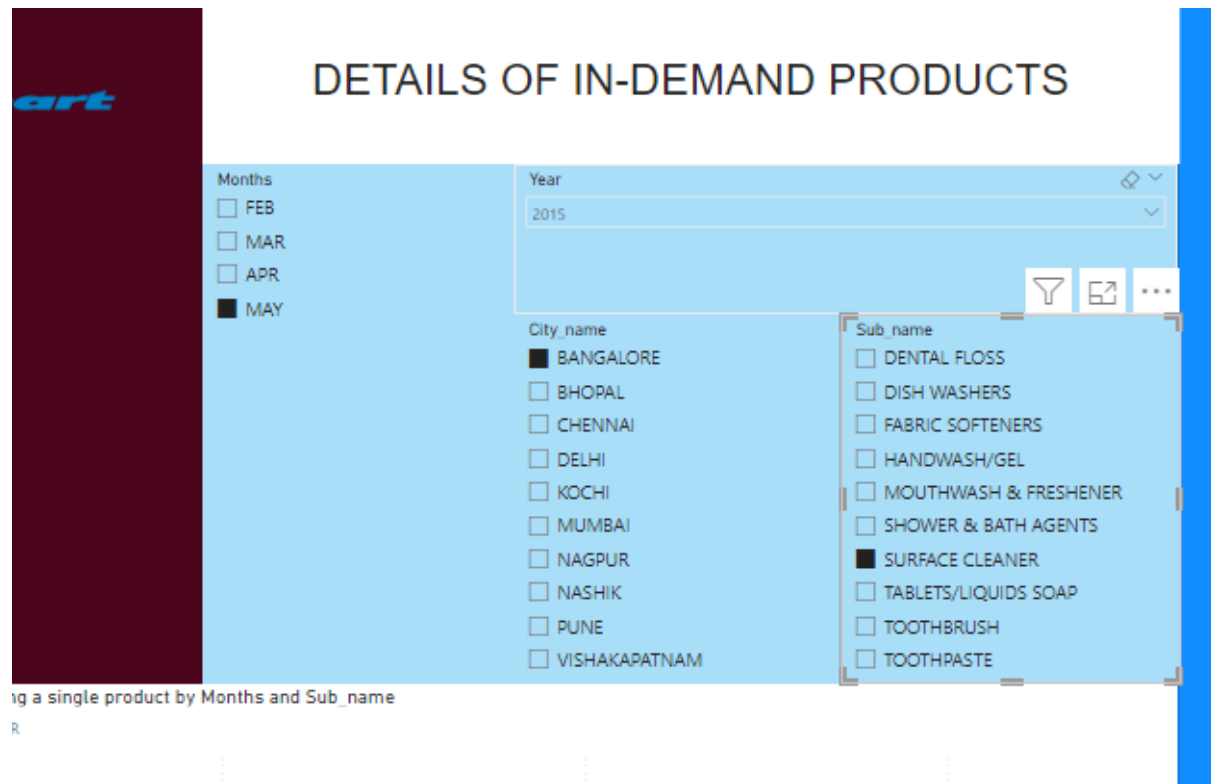 DETAILS OF IN-DEMAND PRODUCTS
art
Months
FEB
MAR
APR
MAY
Year
2015
City_name
BANGALORE
BHOPAL
CHENNAI
DELHI
KOCHI
MUMBAI
NAGPUR
NASHIK
PUNE
VISHAKAPATNAM
Sub_name
DENTAL FLOSS
DISH WASHERS
FABRIC SOFTENERS
HANDWASH/GEL
MOUTHWASH & FRESHENER
SHOWER & BATH AGENTS
SURFACE CLEANER
TABLETS/LIQUIDS SOAP
TOOTHBRUSH
TOOTHPASTE
ng a single product by Months and Sub_name
R